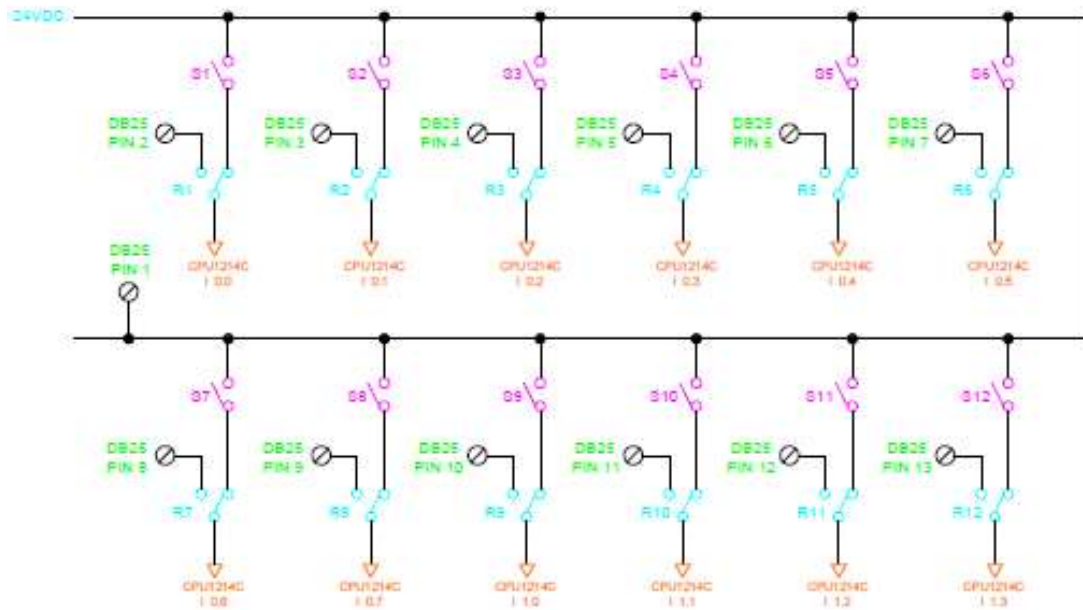 24VDC
S1 S2 S3 S4 S5 S6
DB25 DB25 DB25 DB25 DB25 DB25
PIN 2 PIN 3 PIN 4 PIN 5 PIN 6 PIN 7
R1 R2 R3 R4 R5 R6
DB25
PIN 1
CPU1214C CPU1214C CPU1214C CPU1214C CPU1214C CPU1214C
I 0.0 I 0.1 I 0.2 I 0.3 I 0.4 I 0.5
S7 S8 S9 S10 S11 S12
DB25 DB25 DB25 DB25 DB25 DB25
PIN 8 PIN 9 PIN 10 PIN 11 PIN 12 PIN 13
R7 R8 R9 R10 R11 R12
CPU1214C CPU1214C CPU1214C CPU1214C CPU1214C CPU1214C
I 0.6 I 0.7 I 1.0 I 1.1 I 1.2 I 1.3